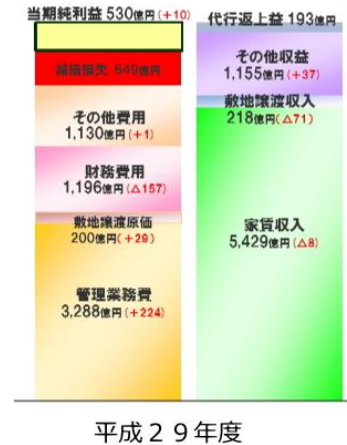 当期純利益 530億円(+10)
減損損失 649億円
その他費用
1,130億円(+1)
財務費用
1,196億円(△157)
敷地譲渡原価
200億円(+29)
管理業務費
3,288億円(+224)
代行返上益 193億円
その他収益
1,155億円(+37)
敷地譲渡収入
218億円(△71)
家賃収入
5,429億円(△8)
平成29年度